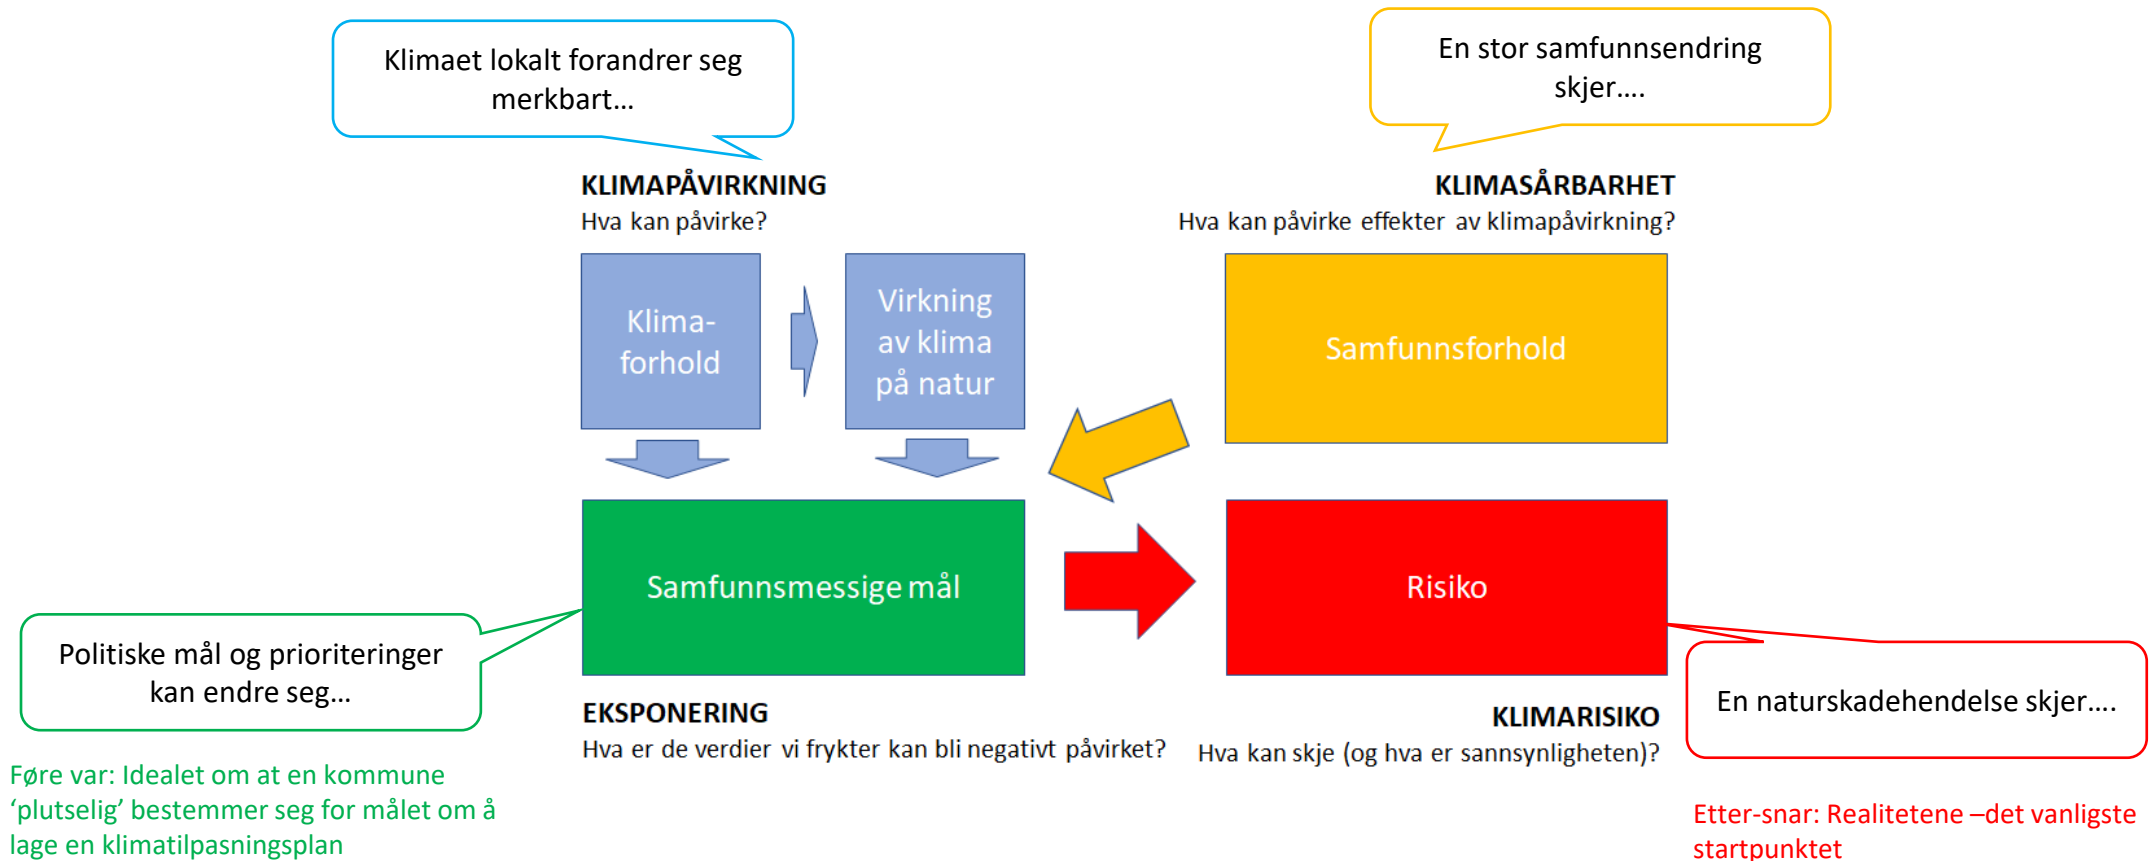 Klimaet lokalt forandrer seg
merkbart…
En stor samfunnsendring
skjer….
KLIMAPÅVIRKNING
Hva kan påvirke?
KLIMASÅRBARHET
Hva kan påvirke effekter av klimapåvirkning?
Klima-
forhold
Virkning
av klima
på natur
Samfunnsforhold
Samfunnsmessige mål
Risiko
Politiske mål og prioriteringer
kan endre seg…
En naturskadehendelse skjer….
EKSPONERING
Hva er de verdier vi frykter kan bli negativt påvirket?
KLIMARISIKO
Hva kan skje (og hva er sannsynligheten)?
Føre var: Idealet om at en kommune
‘plutselig’ bestemmer seg for målet om å
lage en klimatilpasningsplan
Etter-snar: Realitetene –det vanligste
startpunktet